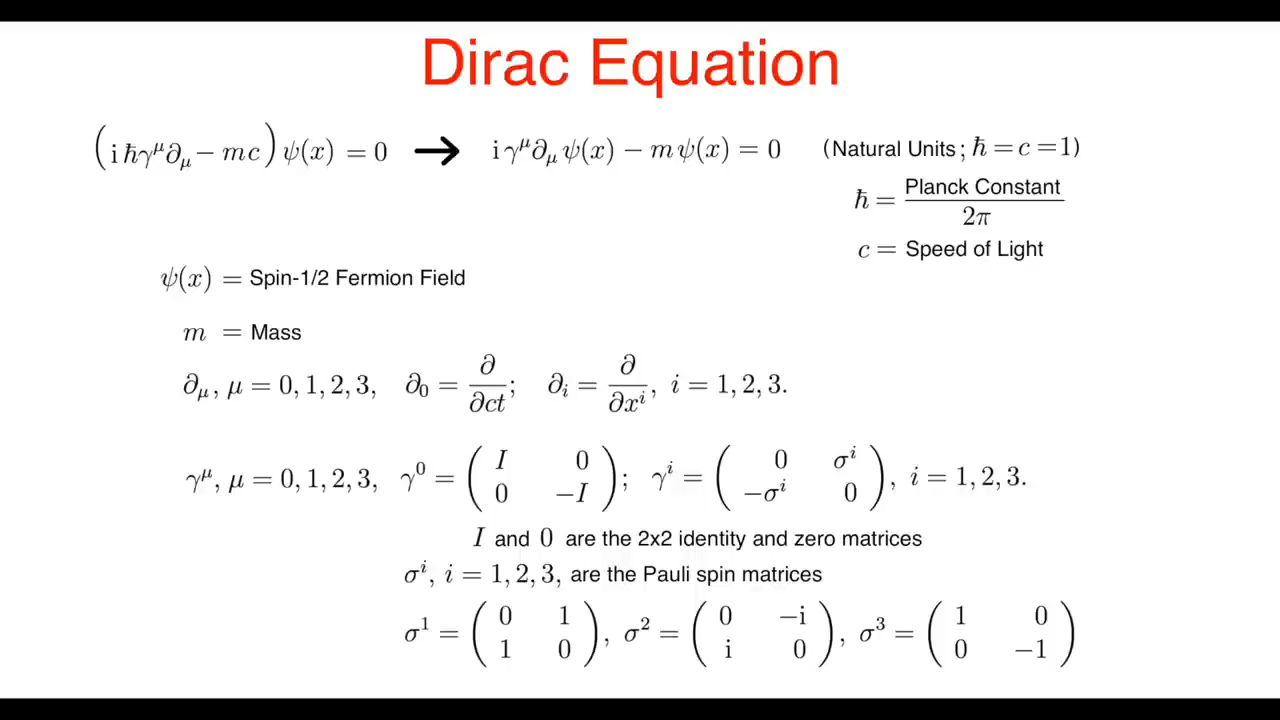 Dirac Equation
(iℏγ^μ∂_μ − mc)ψ(x) = 0 → iγ^μ∂_μψ(x) − mψ(x) = 0 (Natural Units; ℏ = c = 1)
ℏ = Planck Constant / 2π
c = Speed of Light
ψ(x) = Spin-1/2 Fermion Field
m = Mass
∂_μ, μ = 0, 1, 2, 3, ∂_0 = ∂/∂ct; ∂_i = ∂/∂x^i, i = 1, 2, 3.
γ^μ, μ = 0, 1, 2, 3, γ^0 = ( I 0 ; 0 −I ); γ^i = ( 0 σ^i ; −σ^i 0 ), i = 1, 2, 3.
I and 0 are the 2x2 identity and zero matrices
σ^i, i = 1, 2, 3, are the Pauli spin matrices
σ^1 = ( 0 1 ; 1 0 ), σ^2 = ( 0 −i ; i 0 ), σ^3 = ( 1 0 ; 0 −1 )